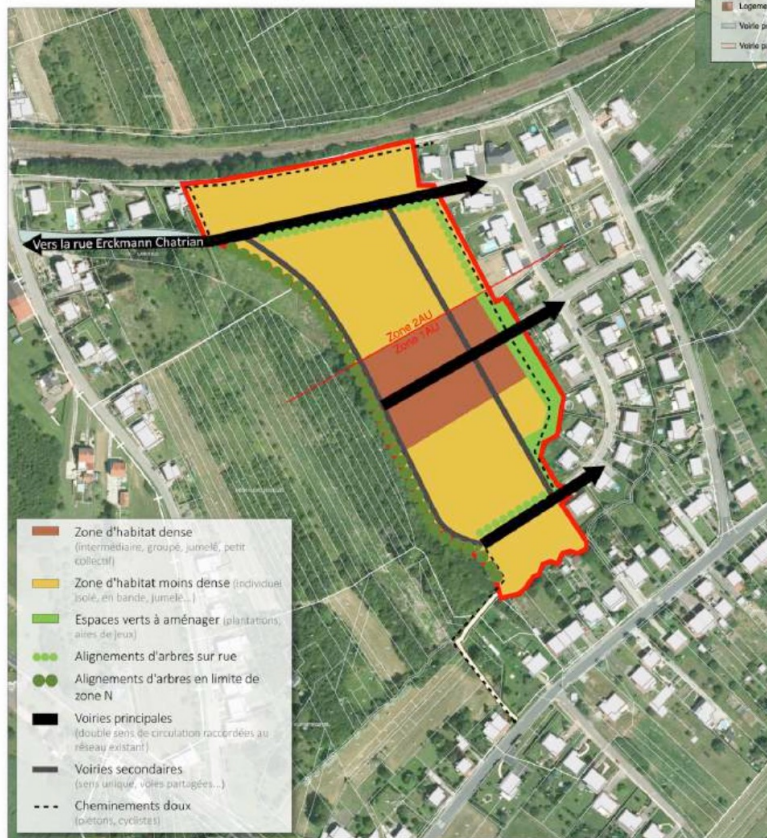 Logeme
Voirie p
Voirie p
Vers la rue Erckmann Chatrian
Zone 2AU
Zone 1AU
Zone d'habitat dense
(intermédiaire, groupé, jumelé, petit
collectif)
Zone d'habitat moins dense (individuel
isolé, en bande, jumelé...)
Espaces verts à aménager (plantations,
aires de jeux)
Alignements d'arbres sur rue
Alignements d'arbres en limite de
zone N
Voiries principales
(double sens de circulation raccordées au
réseau existant)
Voiries secondaires
(sens unique, voies partagées...)
Cheminements doux
(piétons, cyclistes)